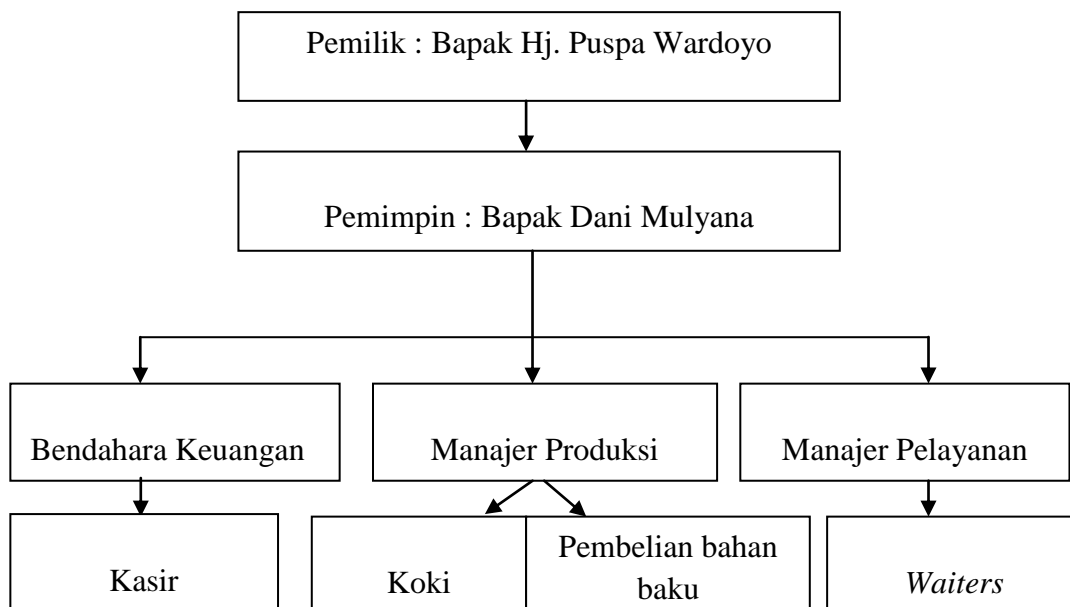 Pemilik : Bapak Hj. Puspa Wardoyo
Pemimpin : Bapak Dani Mulyana
Bendahara Keuangan
Manajer Produksi
Manajer Pelayanan
Kasir
Koki
Pembelian bahan
baku
Waiters